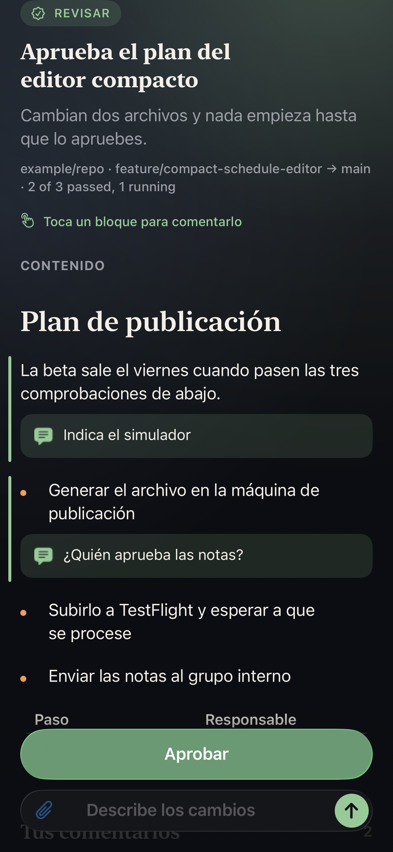 REVISAR
Aprueba el plan del
editor compacto
Cambian dos archivos y nada empieza hasta
que lo apruebes.
example/repo · feature/compact-schedule-editor → main
· 2 of 3 passed, 1 running
Toca un bloque para comentarlo
CONTENIDO
Plan de publicación
La beta sale el viernes cuando pasen las tres
comprobaciones de abajo.
Indica el simulador
• Generar el archivo en la máquina de
publicación
¿Quién aprueba las notas?
• Subirlo a TestFlight y esperar a que
se procese
• Enviar las notas al grupo interno
Paso Responsable
Aprobar
Describe los cambios
Tus comentarios 2